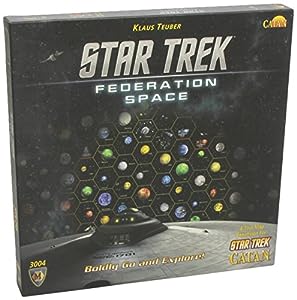 KLAUS TEUBER
CATAN
STAR TREK
FEDERATION
SPACE
STAR TREK
CATAN
3004
Boldly Go and Explore!